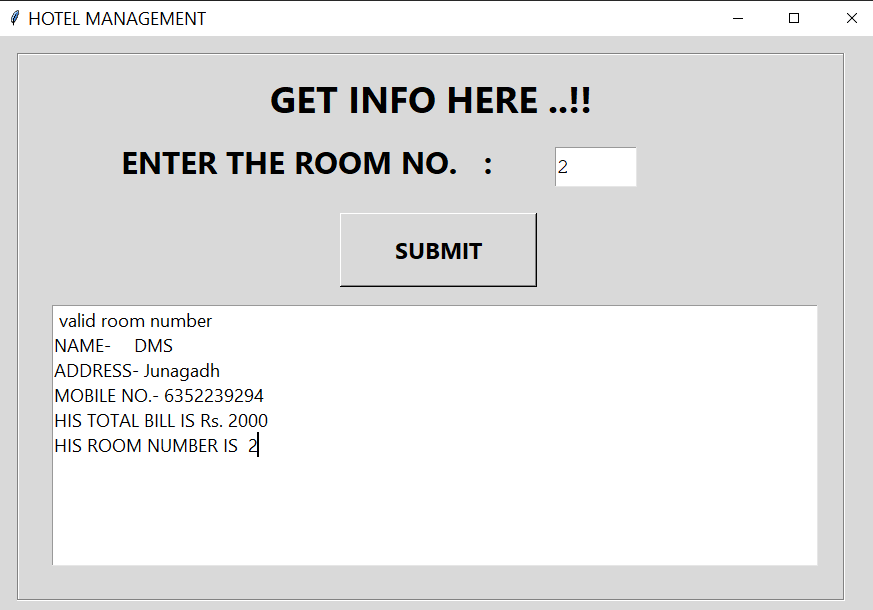 HOTEL MANAGEMENT
GET INFO HERE ..!!
ENTER THE ROOM NO. : 2
SUBMIT
valid room number
NAME- DMS
ADDRESS- Junagadh
MOBILE NO.- 6352239294
HIS TOTAL BILL IS Rs. 2000
HIS ROOM NUMBER IS 2